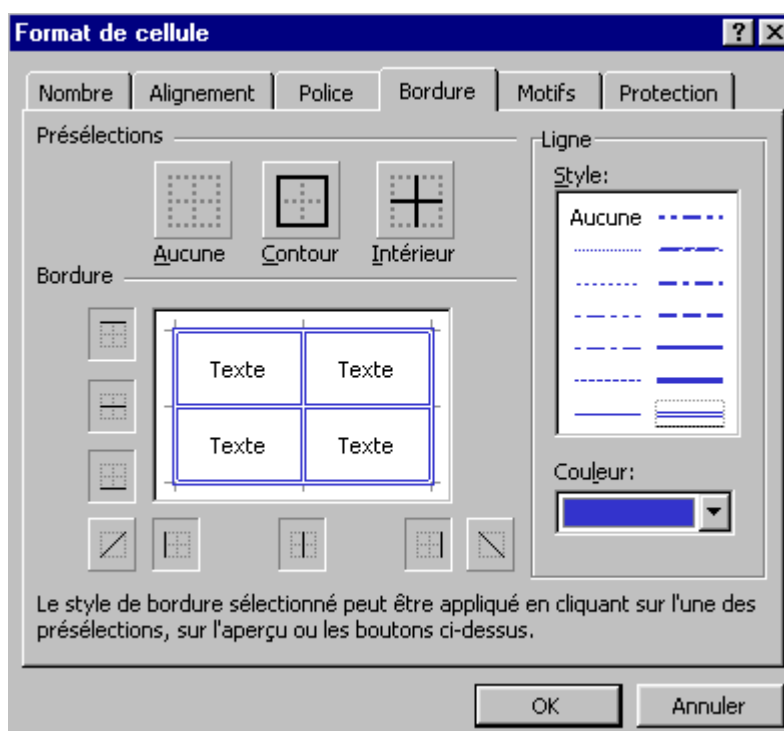 Format de cellule
Nombre Alignement Police Bordure Motifs Protection
Présélections
Aucune Contour Intérieur
Bordure
Texte Texte
Texte Texte
Ligne
Style:
Aucune
Couleur:
Le style de bordure sélectionné peut être appliqué en cliquant sur l'une des
présélections, sur l'aperçu ou les boutons ci-dessus.
OK Annuler